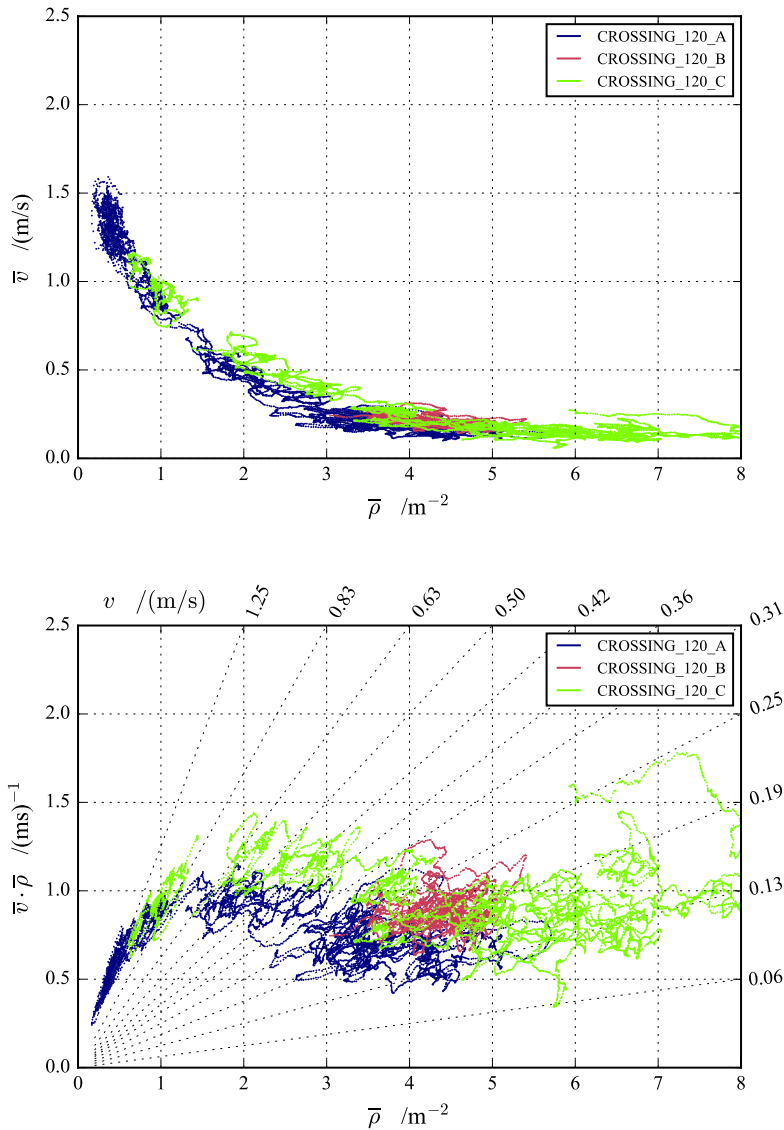 2.5
2.0
1.5
1.0
0.5
0.0
v̅ /(m/s)
CROSSING_120_A
CROSSING_120_B
CROSSING_120_C
0 1 2 3 4 5 6 7 8
ρ̅ /m⁻²
v /(m/s) 1.25 0.83 0.63 0.50 0.42 0.36 0.31
2.5
2.0
1.5
1.0
0.5
0.0
v̅ · ρ̅ /(ms)⁻¹
CROSSING_120_A
CROSSING_120_B
CROSSING_120_C
0.25
0.19
0.13
0.06
0 1 2 3 4 5 6 7 8
ρ̅ /m⁻²